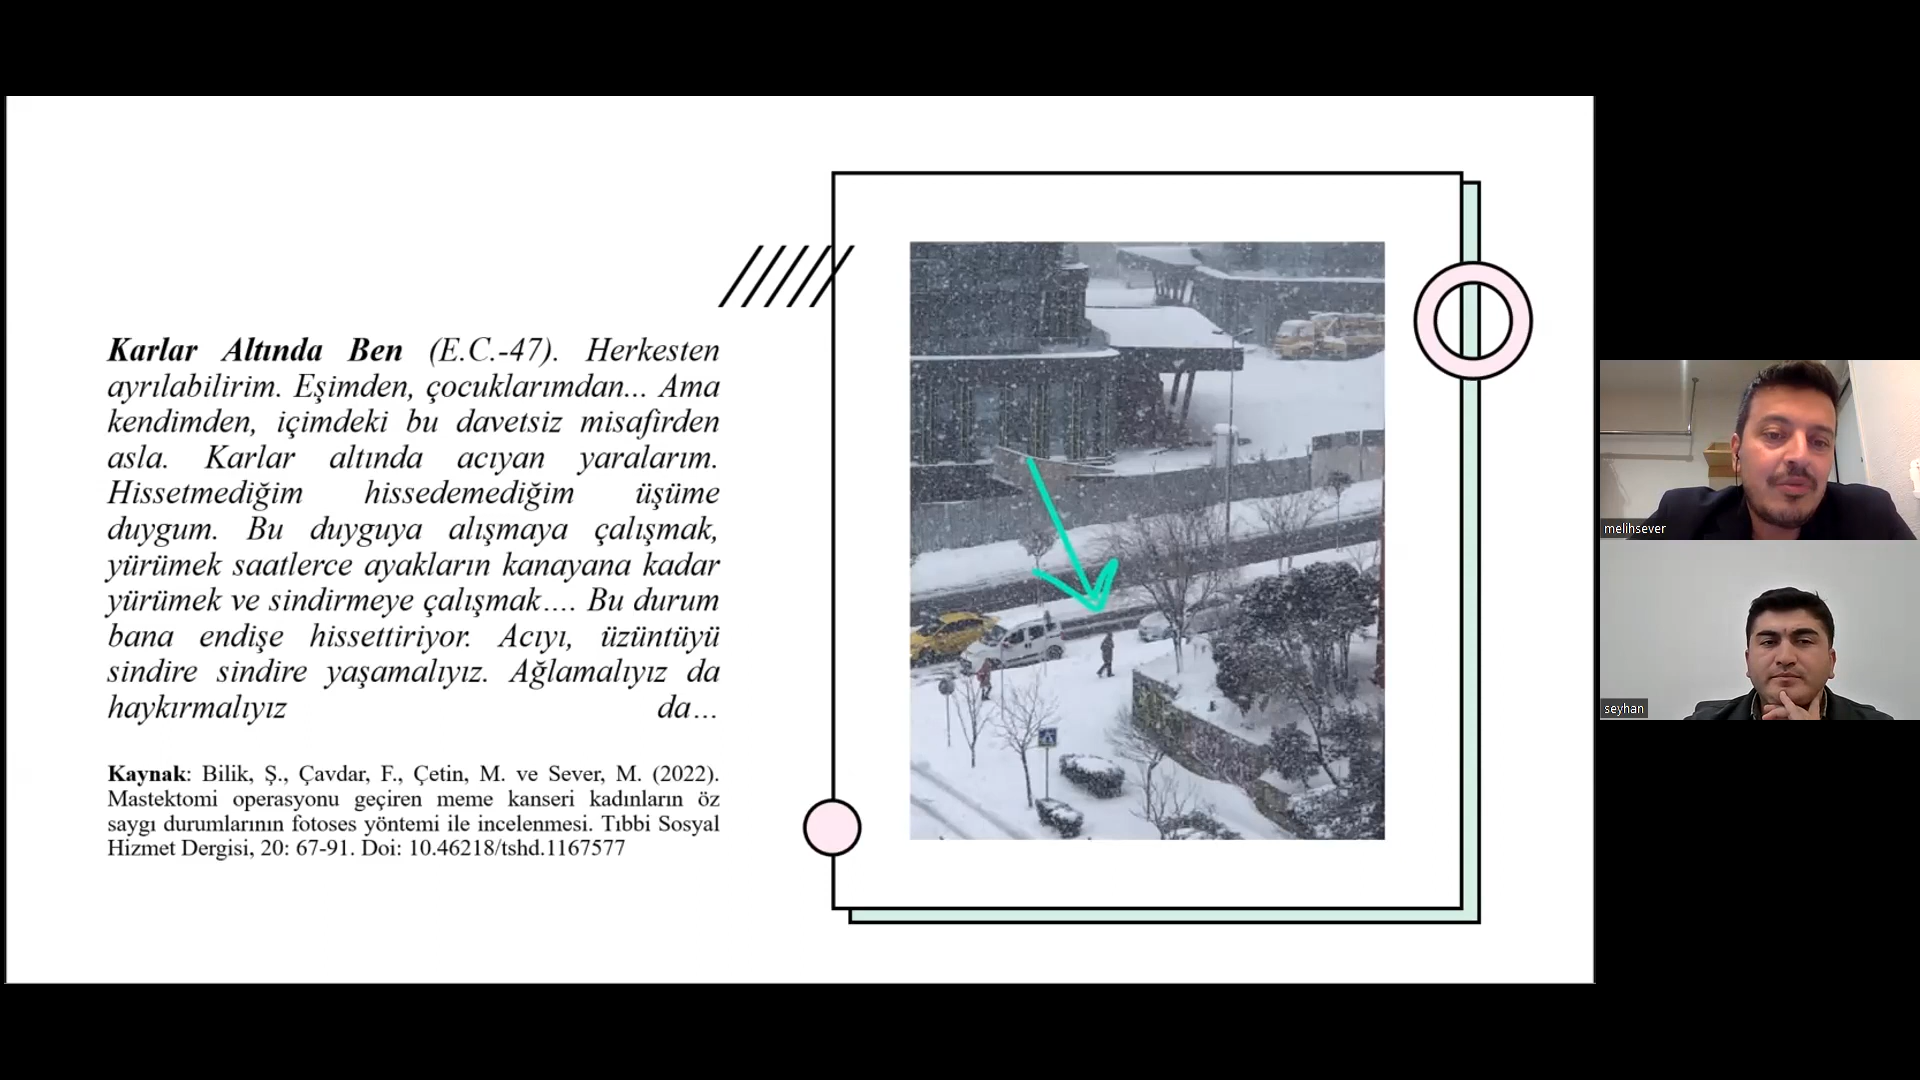 Karlar Altında Ben (E.C.-47). Herkesten
ayrılabilirim. Eşimden, çocuklarımdan... Ama
kendimden, içimdeki bu davetsiz misafirden
asla. Karlar altında acıyan yaralarım.
Hissetmediğim hissedemediğim üşüme
duygum. Bu duyguya alışmaya çalışmak,
yürümek saatlerce ayakların kanayana kadar
yürümek ve sindirmeye çalışmak.... Bu durum
bana endişe hissettiriyor. Acıyı, üzüntüyü
sindire sindire yaşamalıyız. Ağlamalıyız da
haykırmalıyız da...
Kaynak: Bilik, Ş., Çavdar, F., Çetin, M. ve Sever, M. (2022).
Mastektomi operasyonu geçiren meme kanseri kadınların öz
saygı durumlarının fotoses yöntemi ile incelenmesi. Tıbbi Sosyal
Hizmet Dergisi, 20: 67-91. Doi: 10.46218/tshd.1167577
melihsever
seyhan